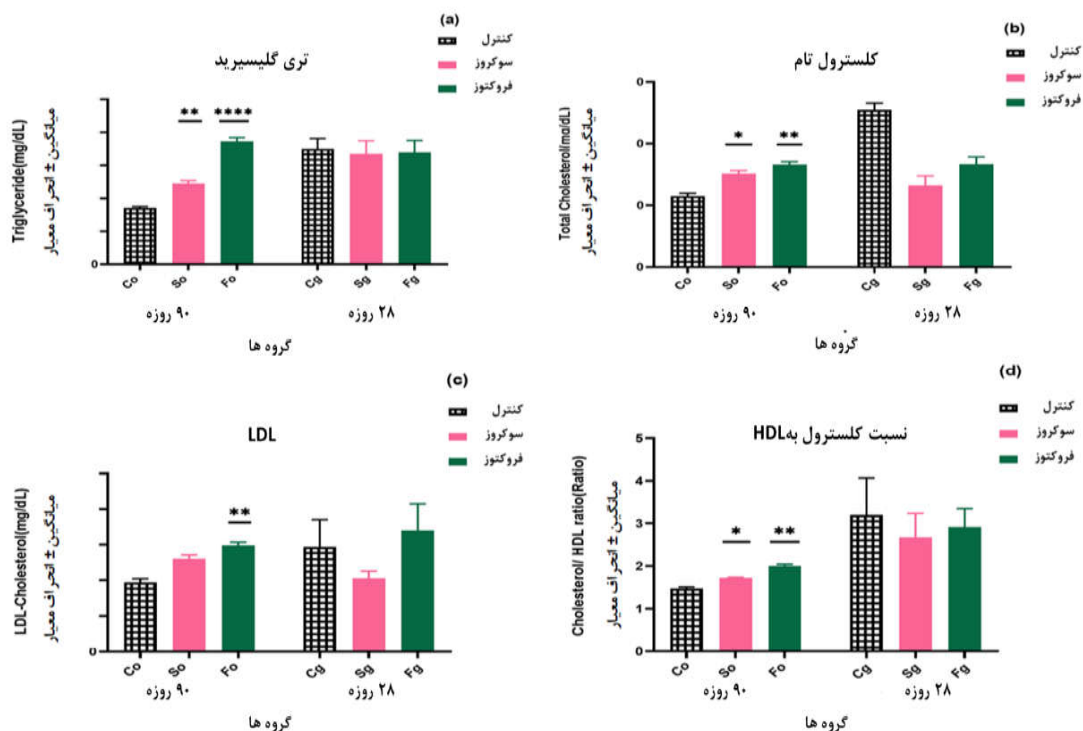 (a)
تری گلیسیرید
کنترل
سوکروز
فروکتوز
Triglyceride(mg/dL)
میانگین ± انحراف معیار
** ****
0
Co So Fo Cg Sg Fg
۹۰ روزه ۲۸ روزه
گروه ها
(b)
کلسترول تام
کنترل
سوکروز
فروکتوز
Total Cholesterol(mg/dL)
میانگین ± انحراف معیار
* **
0
0
0
0
Co So Fo Cg Sg Fg
۹۰ روزه ۲۸ روزه
گروه ها
(c)
LDL
کنترل
سوکروز
فروکتوز
LDL-Cholesterol(mg/dL)
میانگین ± انحراف معیار
**
0
Co So Fo Cg Sg Fg
۹۰ روزه ۲۸ روزه
گروه ها
(d)
نسبت کلسترول به HDL
کنترل
سوکروز
فروکتوز
Cholesterol/ HDL ratio(Ratio)
میانگین ± انحراف معیار
* **
5
4
3
2
1
0
Co So Fo Cg Sg Fg
۹۰ روزه ۲۸ روزه
گروه ها